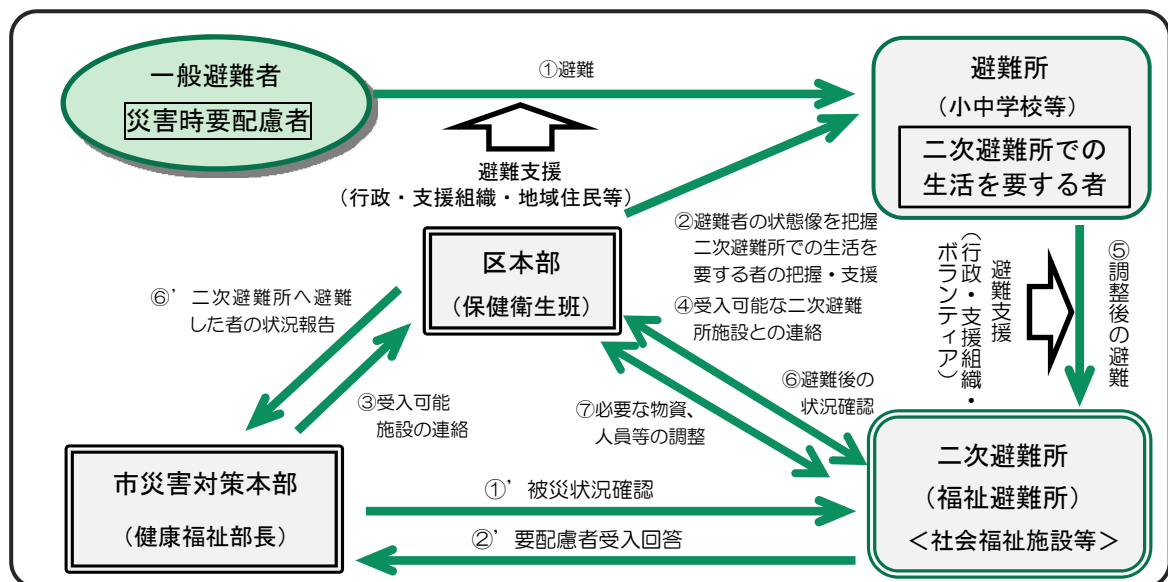 一般避難者
災害時要配慮者
①避難
避難所
（小中学校等）
二次避難所での
生活を要する者
避難支援
（行政・支援組織・地域住民等）
②避難者の状態像を把握
二次避難所での生活を
要する者の把握・支援
区本部
（保健衛生班）
④受入可能な二次避難
所施設との連絡
避難支援
（行政・支援組織・
ボランティア）
⑤調整後の避難
⑥’二次避難所へ避難
した者の状況報告
③受入可能
施設の連絡
⑥避難後の
状況確認
⑦必要な物資、
人員等の調整
市災害対策本部
（健康福祉部長）
①’被災状況確認
②’要配慮者受入回答
二次避難所
（福祉避難所）
＜社会福祉施設等＞